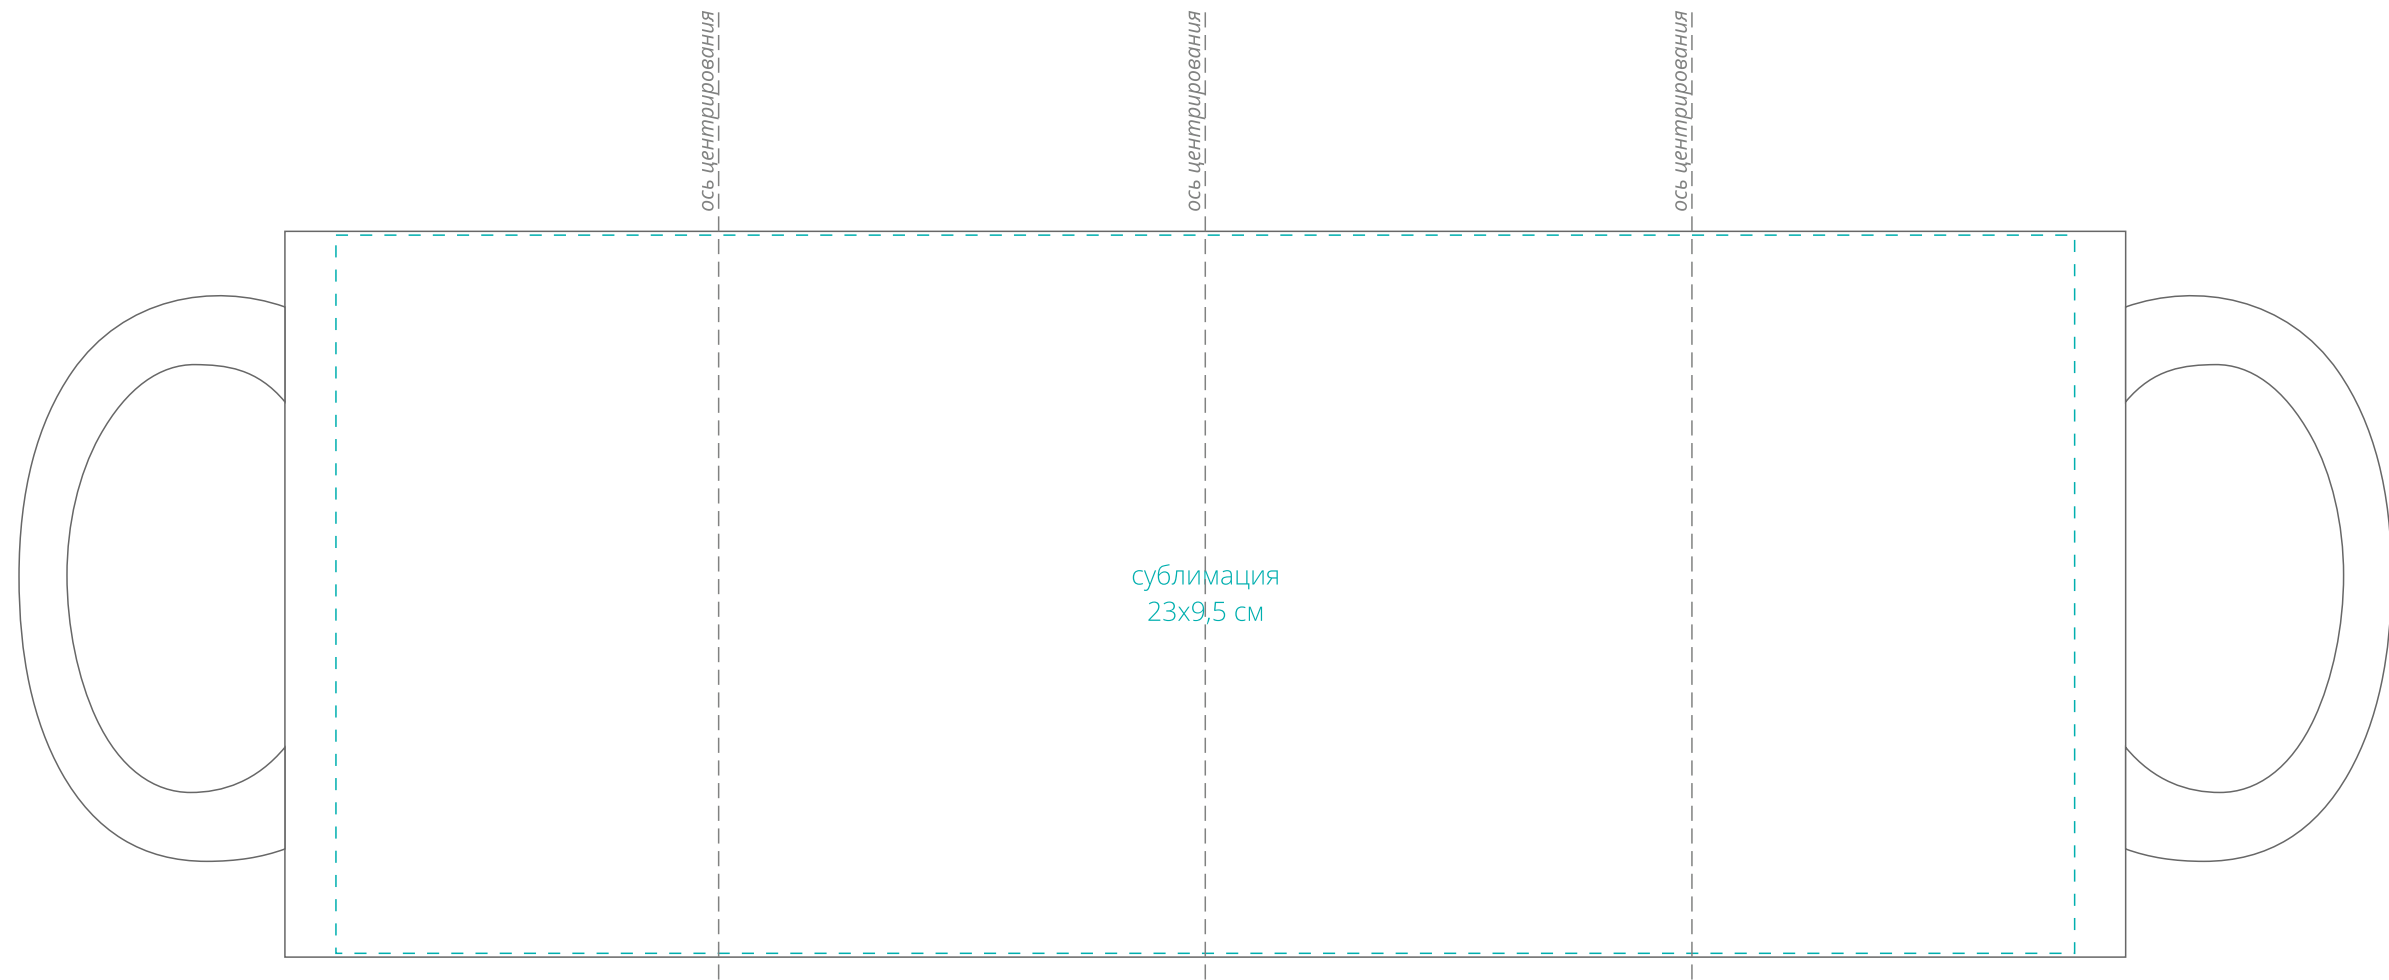 ось центрирования
ось центрирования
ось центрирования
сублимация
23х9,5 см